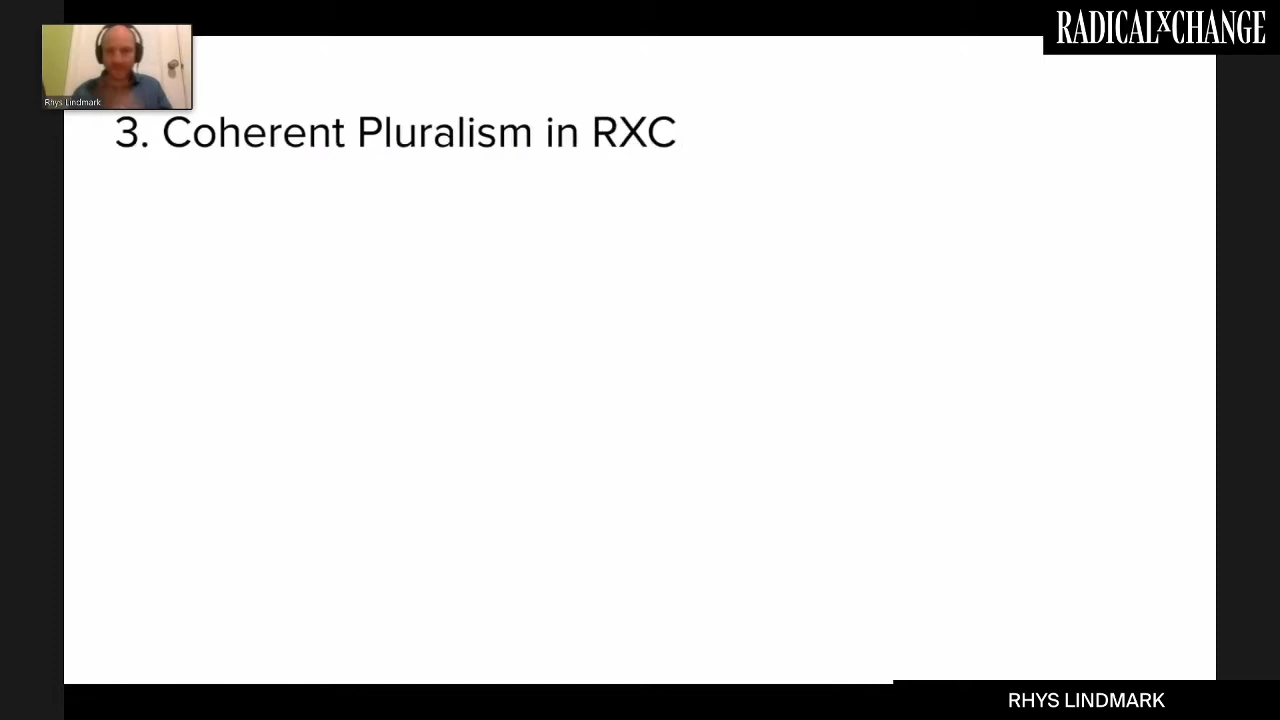 RADICALXCHANGE
Rhys Lindmark
3. Coherent Pluralism in RXC
RHYS LINDMARK